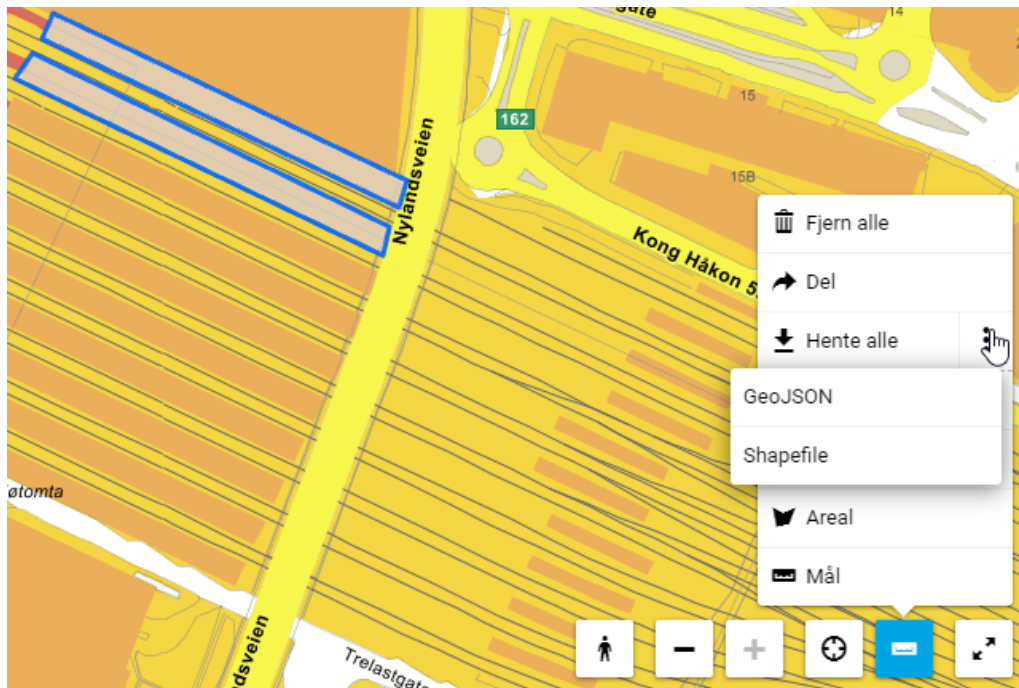 gate
14
15
162
15B
Nylandsveien
Kong Håkon 5.
Fjern alle
Del
Hente alle
GeoJSON
Shapefile
Areal
Mål
øtomta
dsveien
Trelastgat